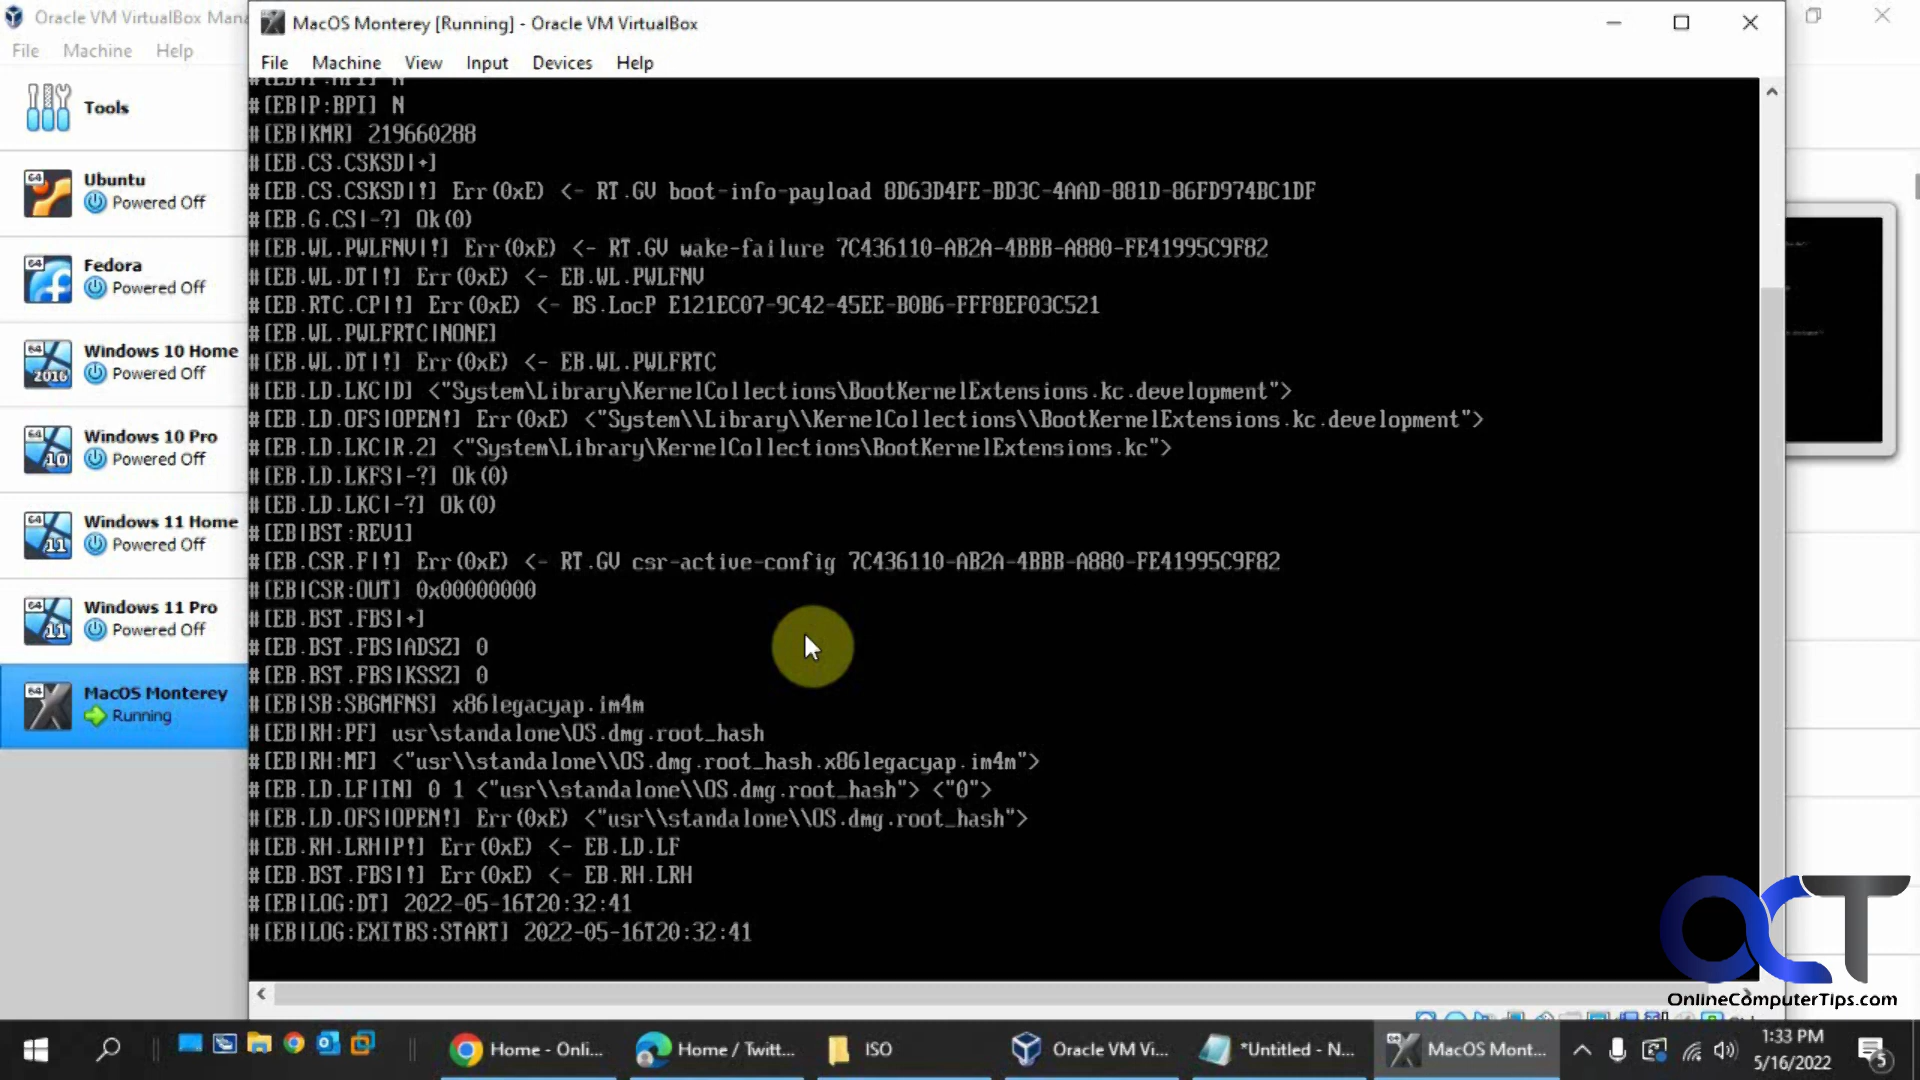 Oracle VM VirtualBox Mana
File Machine Help
MacOS Monterey [Running] - Oracle VM VirtualBox
File Machine View Input Devices Help
Tools
Ubuntu
Powered Off
Fedora
Powered Off
Windows 10 Home
Powered Off
2016
Windows 10 Pro
Powered Off
10
Windows 11 Home
Powered Off
11
Windows 11 Pro
Powered Off
11
MacOS Monterey
Running
64
64
64
64
64
64
64
#[EB|P:BPI] N
#[EB|KMR] 219660288
#[EB.CS.CSKSD|+]
#[EB.CS.CSKSD|!] Err(0xE) <- RT.GV boot-info-payload 8D63D4FE-BD3C-4AAD-881D-86FD974BC1DF
#[EB.G.CS|-?] Ok(0)
#[EB.WL.PWLFNV|!] Err(0xE) <- RT.GV wake-failure 7C436110-AB2A-4BBB-A880-FE41995C9F82
#[EB.WL.DT|!] Err(0xE) <- EB.WL.PWLFNV
#[EB.RTC.CP|!] Err(0xE) <- BS.LocP E121EC07-9C42-45EE-B0B6-FFF8EF03C521
#[EB.WL.PWLFRTC|NONE]
#[EB.WL.DT|!] Err(0xE) <- EB.WL.PWLFRTC
#[EB.LD.LKC|D] <"System\Library\KernelCollections\BootKernelExtensions.kc.development">
#[EB.LD.OFS|OPEN!] Err(0xE) <"System\\Library\\KernelCollections\\BootKernelExtensions.kc.development">
#[EB.LD.LKC|R.2] <"System\Library\KernelCollections\BootKernelExtensions.kc">
#[EB.LD.LKFS|-?] Ok(0)
#[EB.LD.LKC|-?] Ok(0)
#[EB|BST:REV1]
#[EB.CSR.F|!] Err(0xE) <- RT.GV csr-active-config 7C436110-AB2A-4BBB-A880-FE41995C9F82
#[EB|CSR:OUT] 0x00000000
#[EB.BST.FBS|+]
#[EB.BST.FBS|ADSZ] 0
#[EB.BST.FBS|KSSZ] 0
#[EB|SB:SBGMFNS] x86legacyap.im4m
#[EB|RH:PF] usr\standalone\OS.dmg.root_hash
#[EB|RH:MF] <"usr\\standalone\\OS.dmg.root_hash.x86legacyap.im4m">
#[EB.LD.LF|IN] 0 1 <"usr\\standalone\\OS.dmg.root_hash"> <"0">
#[EB.LD.OFS|OPEN!] Err(0xE) <"usr\\standalone\\OS.dmg.root_hash">
#[EB.RH.LRH|P!] Err(0xE) <- EB.LD.LF
#[EB.BST.FBS|!] Err(0xE) <- EB.RH.LRH
#[EB|LOG:DT] 2022-05-16T20:32:41
#[EB|LOG:EXITBS:START] 2022-05-16T20:32:41
OCT
OnlineComputerTips.com
Home - Onli...
Home / Twitt...
ISO
Oracle VM Vi...
*Untitled - N...
MacOS Mont...
1:33 PM
5/16/2022
5